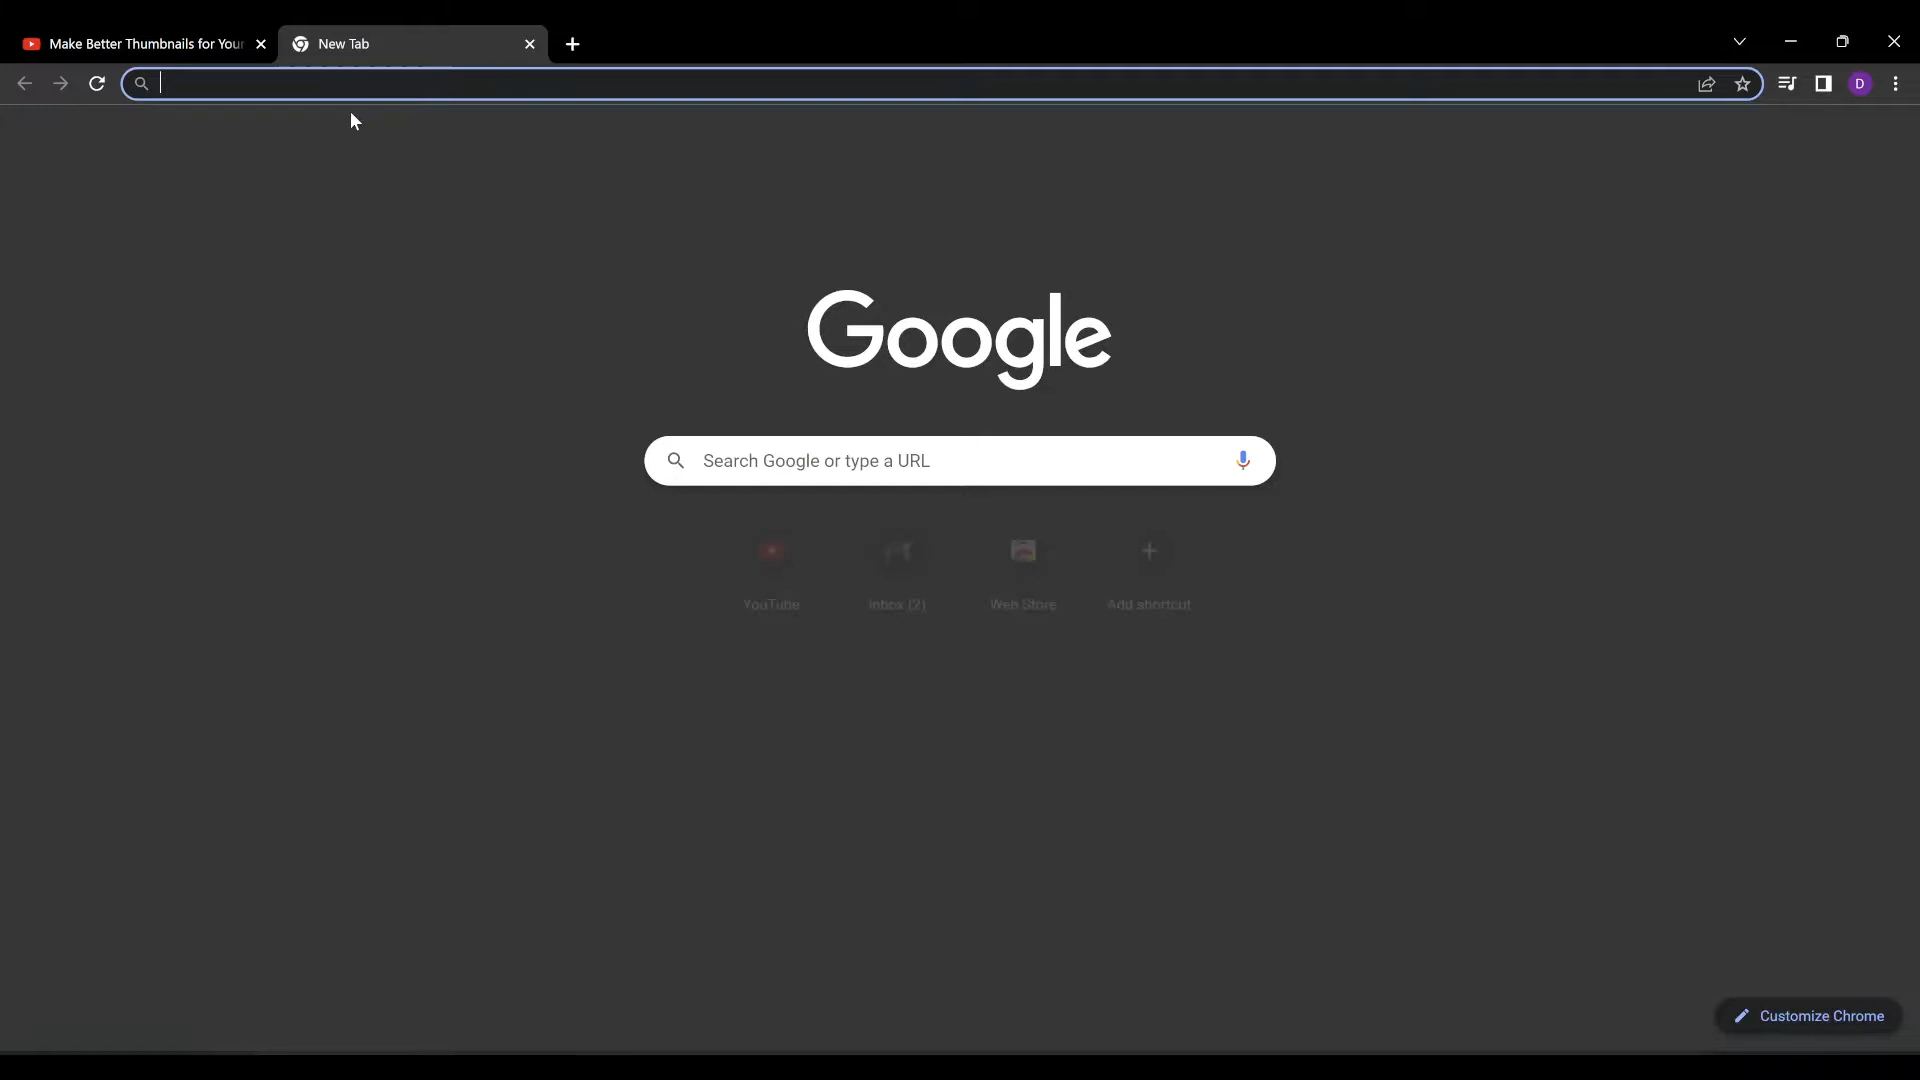 Make Better Thumbnails for Your
New Tab
Google
Search Google or type a URL
YouTube
Inbox (2)
Web Store
Add shortcut
D
Customize Chrome